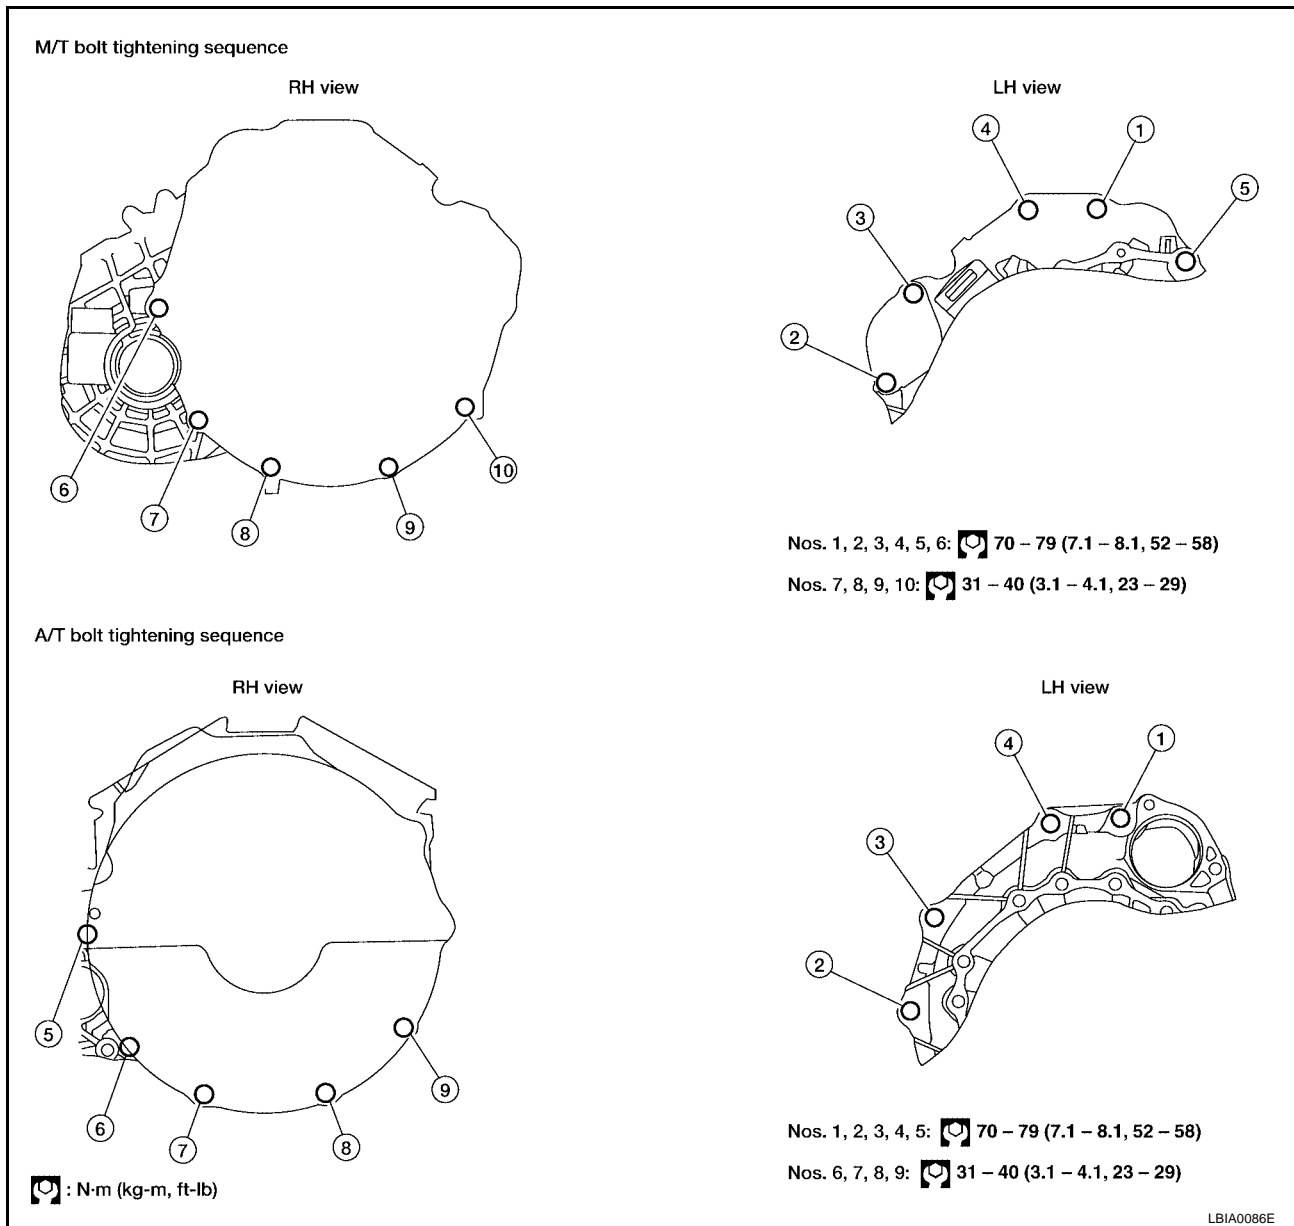 M/T bolt tightening sequence
RH view
LH view
4
1
5
3
2
6
7
8
9
10
Nos. 1, 2, 3, 4, 5, 6: 70 – 79 (7.1 – 8.1, 52 – 58)
Nos. 7, 8, 9, 10: 31 – 40 (3.1 – 4.1, 23 – 29)
A/T bolt tightening sequence
RH view
LH view
4
1
3
2
5
6
7
8
9
Nos. 1, 2, 3, 4, 5: 70 – 79 (7.1 – 8.1, 52 – 58)
Nos. 6, 7, 8, 9: 31 – 40 (3.1 – 4.1, 23 – 29)
: N·m (kg-m, ft-lb)
LBIA0086E